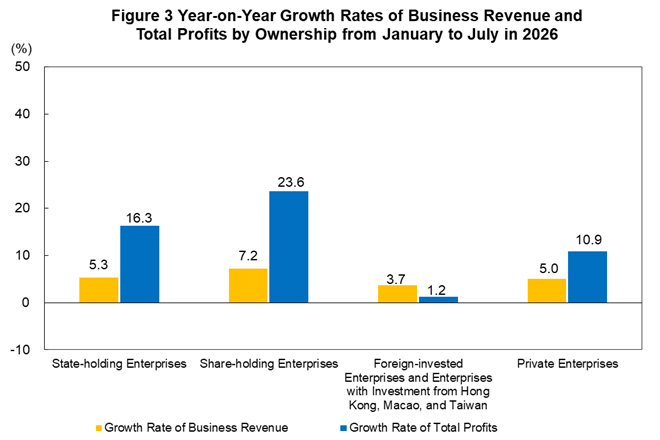 Figure 3 Year-on-Year Growth Rates of Business Revenue and
Total Profits by Ownership from January to July in 2026
(%)
50
40
30
20
10
0
-10
16.3
5.3
23.6
7.2
3.7
1.2
10.9
5.0
State-holding Enterprises
Share-holding Enterprises
Foreign-invested
Enterprises and Enterprises
with Investment from Hong
Kong, Macao, and Taiwan
Private Enterprises
Growth Rate of Business Revenue
Growth Rate of Total Profits